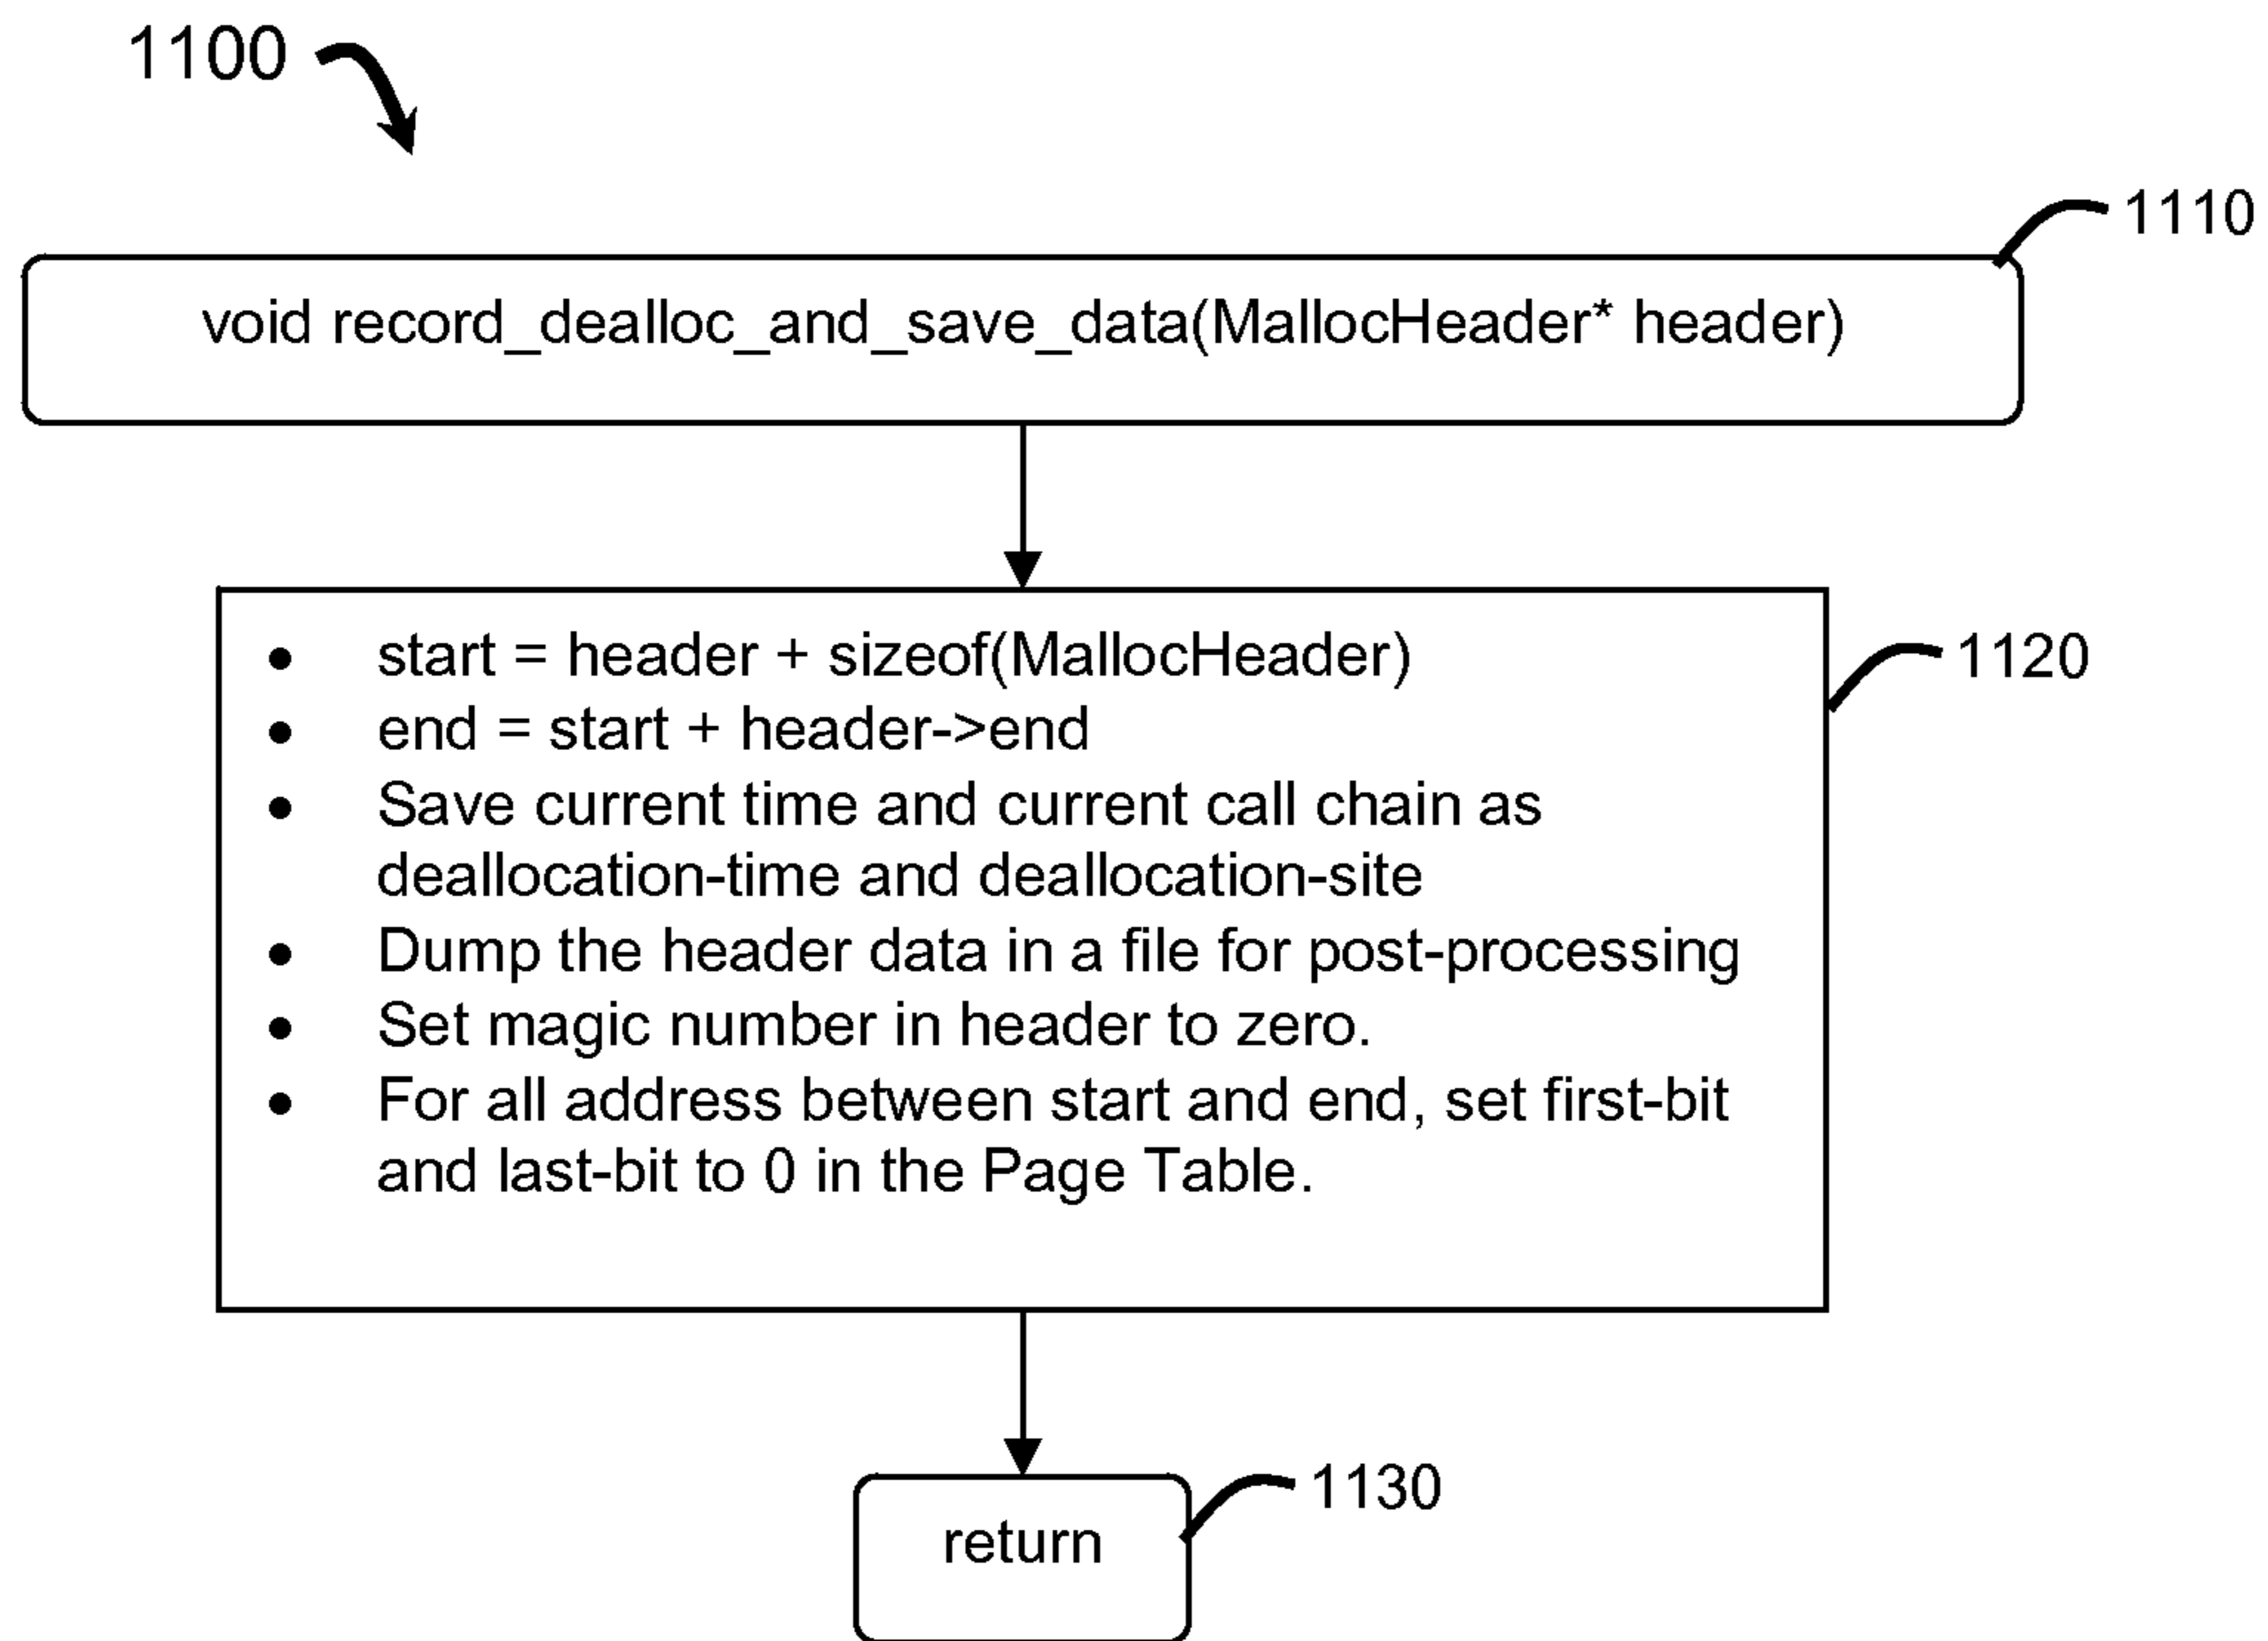 1100
1110
void record_dealloc_and_save_data(MallocHeader* header)
• start = header + sizeof(MallocHeader)
1120
• end = start + header->end
• Save current time and current call chain as
deallocation-time and deallocation-site
• Dump the header data in a file for post-processing
• Set magic number in header to zero.
• For all address between start and end, set first-bit
and last-bit to 0 in the Page Table.
1130
return